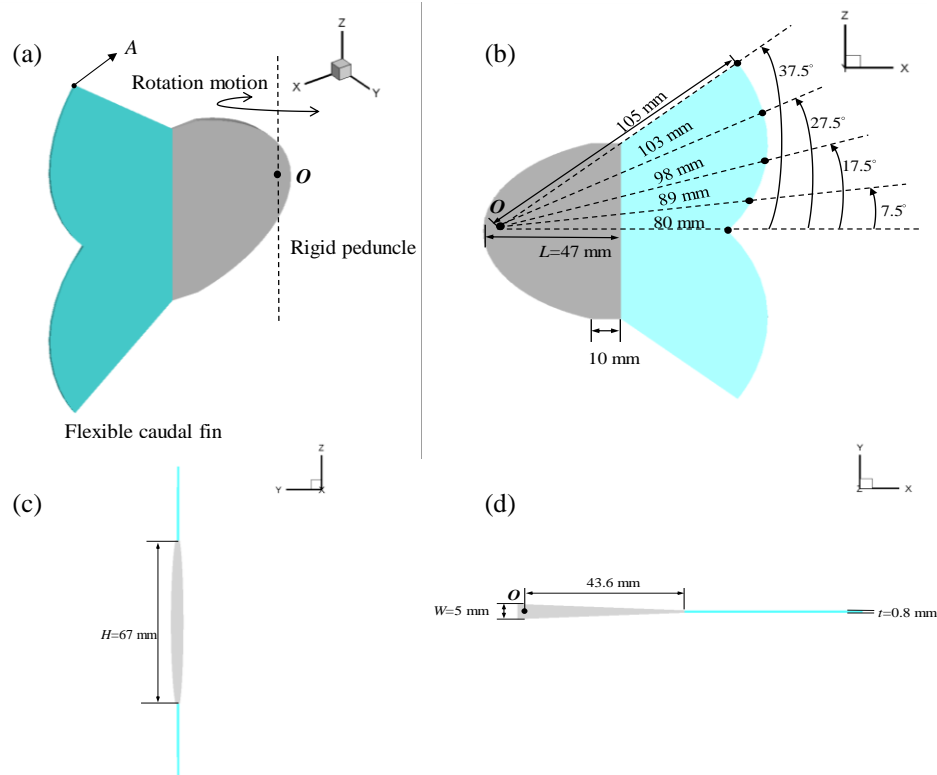 (a)
A
Z
X
Y
Rotation motion
O
Rigid peduncle
Flexible caudal fin
(b)
Z
Y
X
37.5°
27.5°
17.5°
7.5°
105 mm
103 mm
98 mm
89 mm
80 mm
O
L=47 mm
10 mm
(c)
Z
Y
X
H=67 mm
(d)
Y
Z
X
43.6 mm
O
W=5 mm
t=0.8 mm